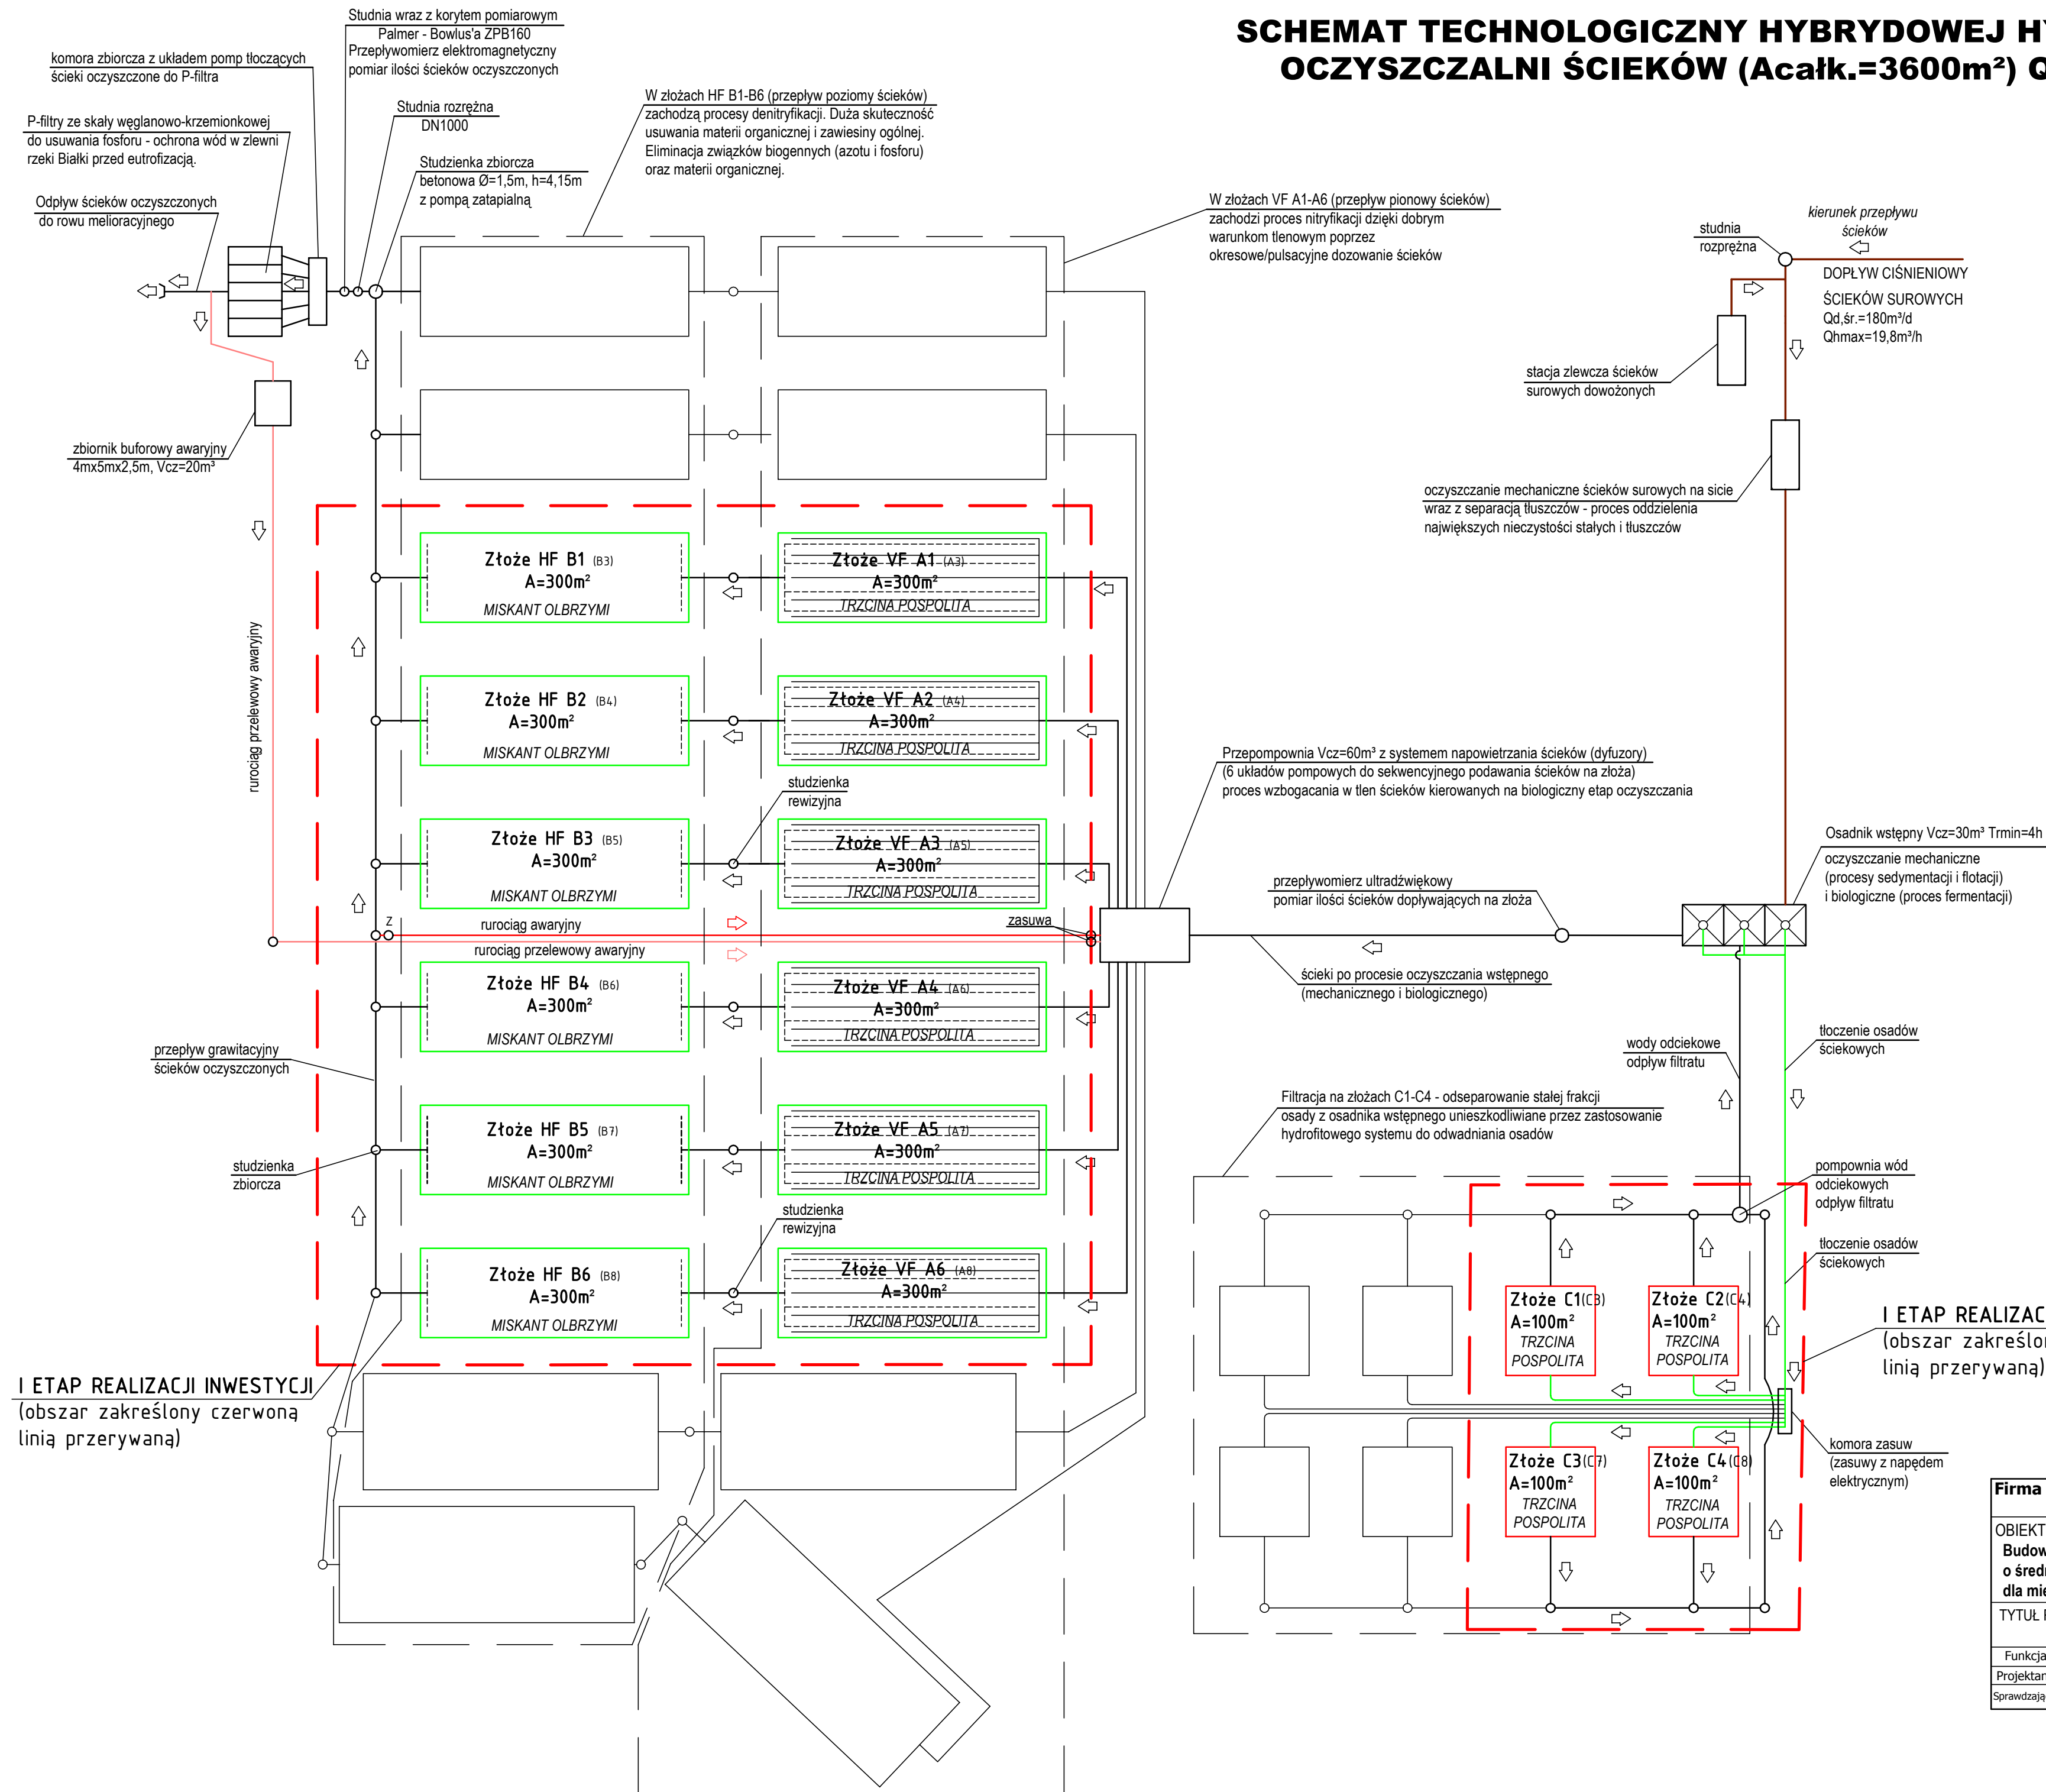 SCHEMAT TECHNOLOGICZNY HYBRYDOWEJ
OCZYSZCZALNI ŚCIEKÓW (Acałk.=3600m²)
Studnia wraz z korytem pomiarowym
Palmer - Bowlus'a ZPB160
Przepływomierz elektromagnetyczny
pomiar ilości ścieków oczyszczonych
komora zbiorcza z układem pomp tłoczących
ścieki oczyszczone do P-filtra
P-filtry ze skały węglanowo-krzemionkowej
do usuwania fosforu - ochrona wód w zlewni
rzeki Białki przed eutrofizacją.
Studnia rozrężna
DN1000
Studzienka zbiorcza
betonowa Ø=1,5m, h=4,15m
z pompą zatapialną
Odpływ ścieków oczyszczonych
do rowu melioracyjnego
W złożach HF B1-B6 (przepływ poziomy ścieków)
zachodzą procesy denitryfikacji. Duża skuteczność
usuwania materii organicznej i zawiesiny ogólnej.
Eliminacja związków biogennych (azotu i fosforu)
oraz materii organicznej.
W złożach VF A1-A6 (przepływ pionowy ścieków)
zachodzi proces nitryfikacji dzięki dobrym
warunkom tlenowym poprzez
okresowe/pulsacyjne dozowanie ścieków
studnia
rozprężna
kierunek przepływu
ścieków
DOPŁYW CIŚNIENIOWY
ŚCIEKÓW SUROWYCH
Qd,śr.=180m³/d
Qhmax=19,8m³/h
stacja zlewcza ścieków
surowych dowożonych
zbiornik buforowy awaryjny
4mx5mx2,5m, Vcz=20m³
oczyszczanie mechaniczne ścieków surowych na sicie
wraz z separacją tłuszczów - proces oddzielenia
największych nieczystości stałych i tłuszczów
Złoże HF B1 (B3)
A=300m²
MISKANT OLBRZYMI
Złoże VF A1 (A3)
A=300m²
TRZCINA POSPOLITA
rurociąg przelewowy awaryjny
Złoże HF B2 (B4)
A=300m²
MISKANT OLBRZYMI
Złoże VF A2 (A4)
A=300m²
TRZCINA POSPOLITA
studzienka
rewizyjna
Przepompownia Vcz=60m³ z systemem napowietrzania ścieków (dyfuzory)
(6 układów pompowych do sekwencyjnego podawania ścieków na złoża)
proces wzbogacania w tlen ścieków kierowanych na biologiczny etap oczyszczania
Złoże HF B3 (B5)
A=300m²
MISKANT OLBRZYMI
Złoże VF A3 (A5)
A=300m²
TRZCINA POSPOLITA
Osadnik wstępny Vcz=30m³ Trmin=4h
oczyszczanie mechaniczne
(procesy sedymentacji i flotacji)
i biologiczne (proces fermentacji)
przepływomierz ultradźwiękowy
pomiar ilości ścieków dopływających na złoża
Z
rurociąg awaryjny
zasuwa
rurociąg przelewowy awaryjny
ścieki po procesie oczyszczania wstępnego
(mechanicznego i biologicznego)
Złoże HF B4 (B6)
A=300m²
MISKANT OLBRZYMI
Złoże VF A4 (A6)
A=300m²
TRZCINA POSPOLITA
przepływ grawitacyjny
ścieków oczyszczonych
wody odciekowe
odpływ filtratu
tłoczenie osadów
ściekowych
Filtracja na złożach C1-C4 - odseparowanie stałej frakcji
osady z osadnika wstępnego unieszkodliwiane przez zastosowanie
hydrofitowego systemu do odwadniania osadów
Złoże HF B5 (B7)
A=300m²
MISKANT OLBRZYMI
Złoże VF A5 (A7)
A=300m²
TRZCINA POSPOLITA
studzienka
zbiorcza
pompownia wód
odciekowych
odpływ filtratu
studzienka
rewizyjna
tłoczenie osadów
ściekowych
Złoże HF B6 (B8)
A=300m²
MISKANT OLBRZYMI
Złoże VF A6 (A8)
A=300m²
TRZCINA POSPOLITA
Złoże C1(C3)
A=100m²
TRZCINA
POSPOLITA
Złoże C2(C4)
A=100m²
TRZCINA
POSPOLITA
I ETAP REALIZAC
(obszar zakreślon
linią przerywaną)
I ETAP REALIZACJI INWESTYCJI
(obszar zakreślony czerwoną
linią przerywaną)
Złoże C3(C7)
A=100m²
TRZCINA
POSPOLITA
Złoże C4(C8)
A=100m²
TRZCINA
POSPOLITA
komora zasuw
(zasuwy z napędem
elektrycznym)
Firma
OBIEKT
Budow
o średn
dla mie
TYTUŁ
Funkcja
Projektan
Sprawdzają